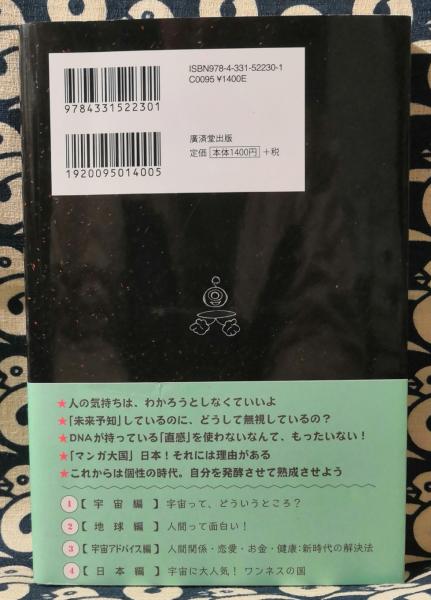 ISBN978-4-331-52230-1
C0095 ¥1400E
9784331522301
廣済堂出版
定価 本体1400円 +税
1920095014005
★人の気持ちは、わかろうとしなくていいよ
★「未来予知」しているのに、どうして無視しているの？
★DNAが持っている「直感」を使わないなんて、もったいない！
★「マンガ大国」日本！それには理由がある
★これからは個性の時代。自分を発酵させて熟成させよう
1【宇宙編】宇宙って、どういうところ？
2【地球編】人間って面白い！
3【宇宙アドバイス編】人間関係・恋愛・お金・健康：新時代の解決法
4【日本編】宇宙に大人気！ ワンネスの国